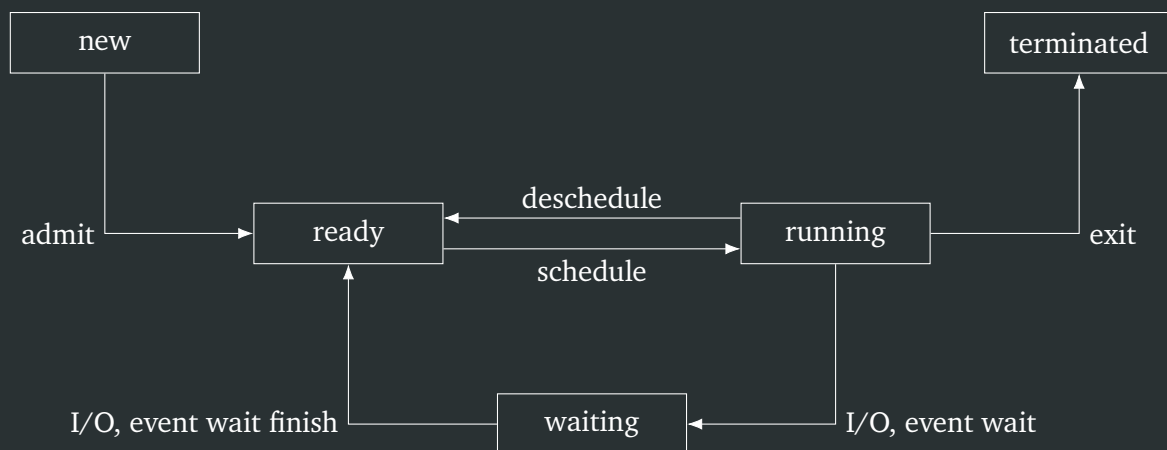 new
terminated
deschedule
admit
ready
running
exit
schedule
I/O, event wait finish
waiting
I/O, event wait